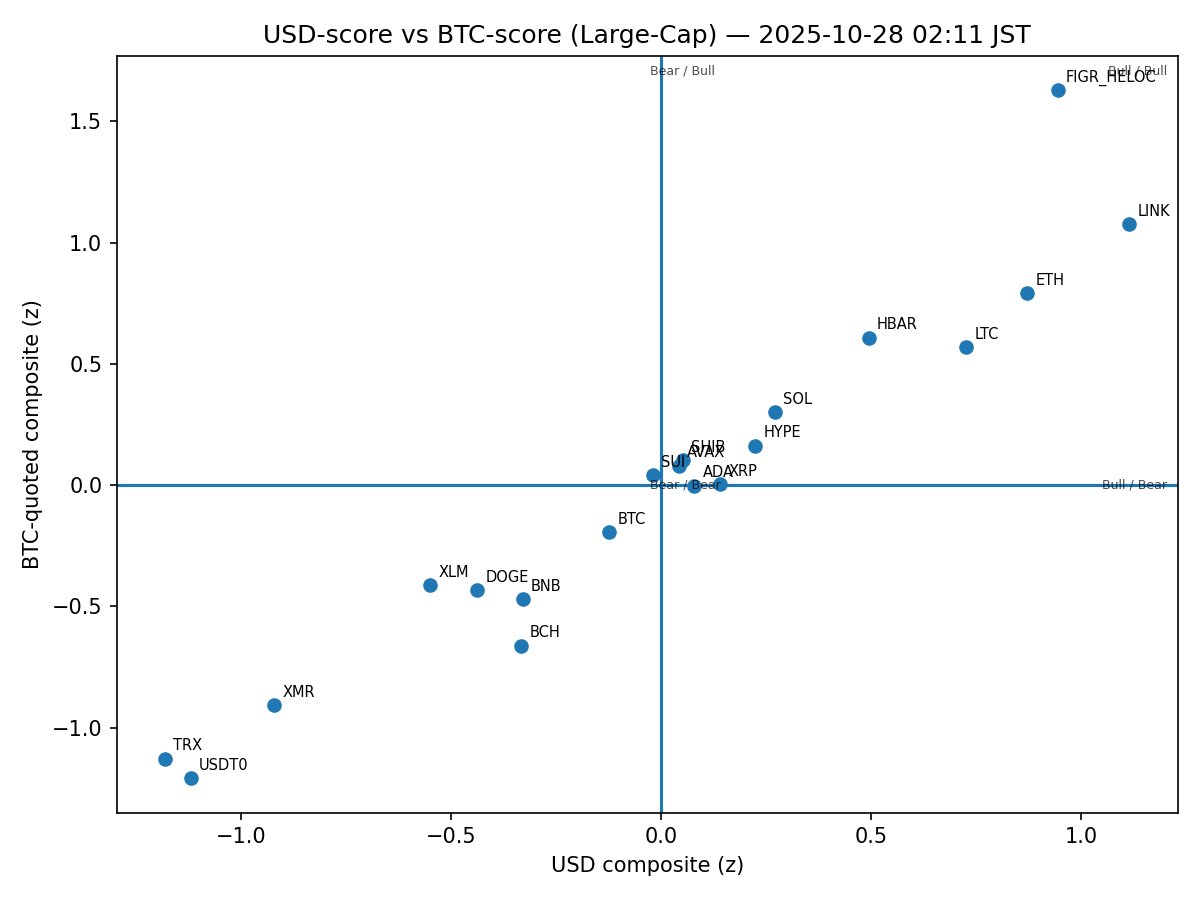 USD-score vs BTC-score (Large-Cap) — 2025-10-28 02:11 JST
Bear / Bull
Bull / Bull
FIGR_HELOC
1.5
LINK
1.0
ETH
HBAR
LTC
0.5
SOL
HYPE
SHIB
AVAX
SUI
ADA
XRP
0.0
Bear / Bear
Bull / Bear
BTC
XLM
DOGE
BNB
−0.5
BCH
XMR
−1.0
TRX
USDT0
−1.0
−0.5
0.0
0.5
1.0
USD composite (z)
BTC-quoted composite (z)